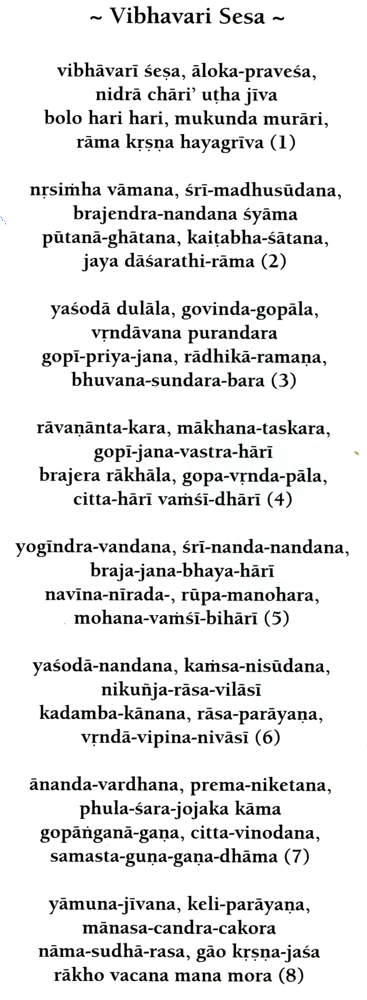 ~ Vibhavari Sesa ~
vibhāvarī śeṣa, āloka-praveśa,
nidrā chāri’ uṭha jīva
bolo hari hari, mukunda murāri,
rāma kṛṣṇa hayagrīva (1)
nṛsiṁha vāmana, śrī-madhusūdana,
brajendra-nandana śyāma
pūtanā-ghātana, kaiṭabha-śātana,
jaya dāśarathi-rāma (2)
yaśodā dulāla, govinda-gopāla,
vṛndāvana purandara
gopī-priya-jana, rādhikā-ramaṇa,
bhuvana-sundara-bara (3)
rāvaṇānta-kara, mākhana-taskara,
gopī-jana-vastra-hārī
brajera rākhāla, gopa-vṛnda-pāla,
citta-hārī vaṁśī-dhārī (4)
yogīndra-vandana, śrī-nanda-nandana,
braja-jana-bhaya-hārī
navīna-nīrada-, rūpa-manohara,
mohana-vaṁśī-bihārī (5)
yaśodā-nandana, kaṁsa-nisūdana,
nikuñja-rāsa-vilāsī
kadamba-kānana, rāsa-parāyaṇa,
vṛndā-vipina-nivāsī (6)
ānanda-vardhana, prema-niketana,
phula-śara-jojaka kāma
gopāṅganā-gaṇa, citta-vinodana,
samasta-guṇa-gaṇa-dhāma (7)
yāmuna-jīvana, keli-parāyaṇa,
mānasa-candra-cakora
nāma-sudhā-rasa, gāo kṛṣṇa-jaśa
rākho vacana mana mora (8)